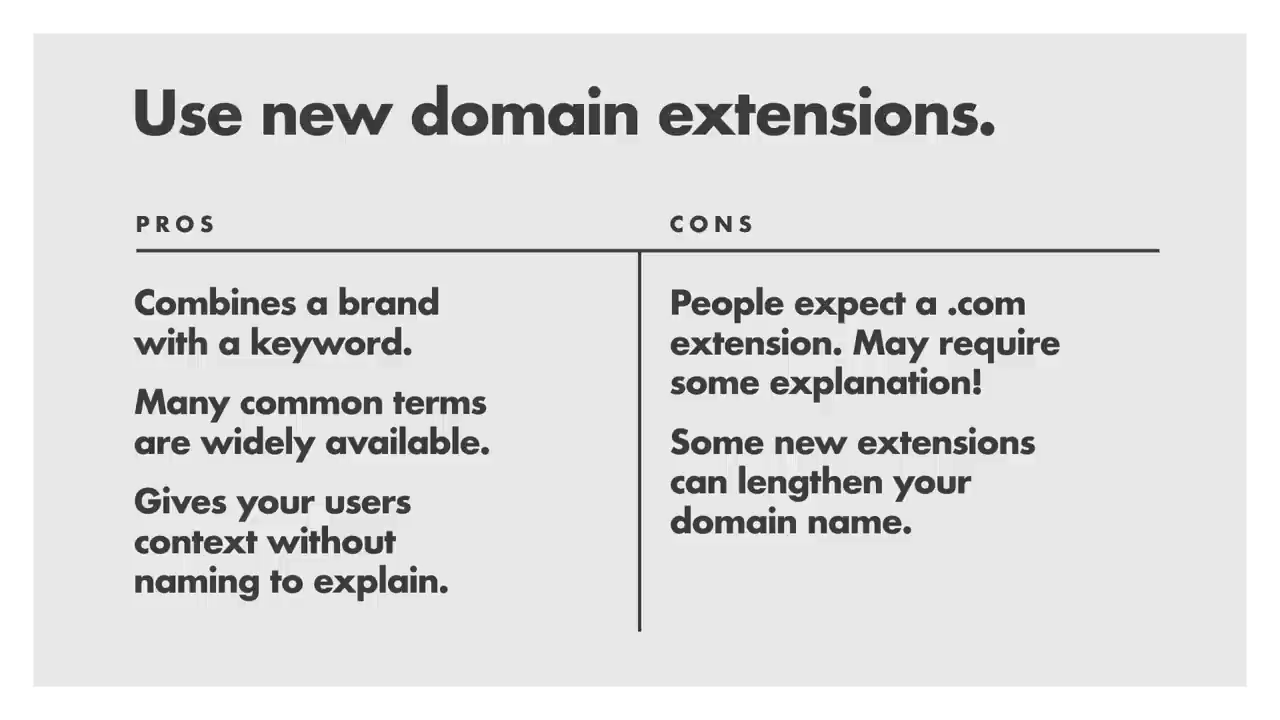 Use new domain extensions.
PROS
Combines a brand
with a keyword.
Many common terms
are widely available.
Gives your users
context without
naming to explain.
CONS
People expect a .com
extension. May require
some explanation!
Some new extensions
can lengthen your
domain name.